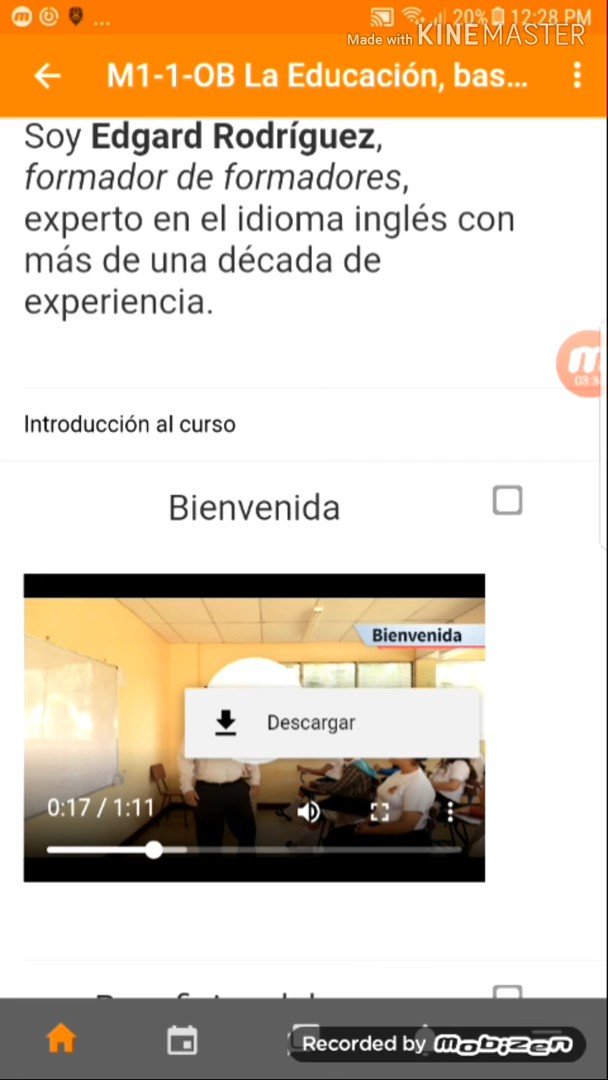 20% 12:28 PM
Made with KINEMASTER
M1-1-OB La Educación, bas...
Soy Edgard Rodríguez,
formador de formadores,
experto en el idioma inglés con
más de una década de
experiencia.
03:3
Introducción al curso
Bienvenida
Bienvenida
Descargar
0:17 / 1:11
Recorded by mobizen